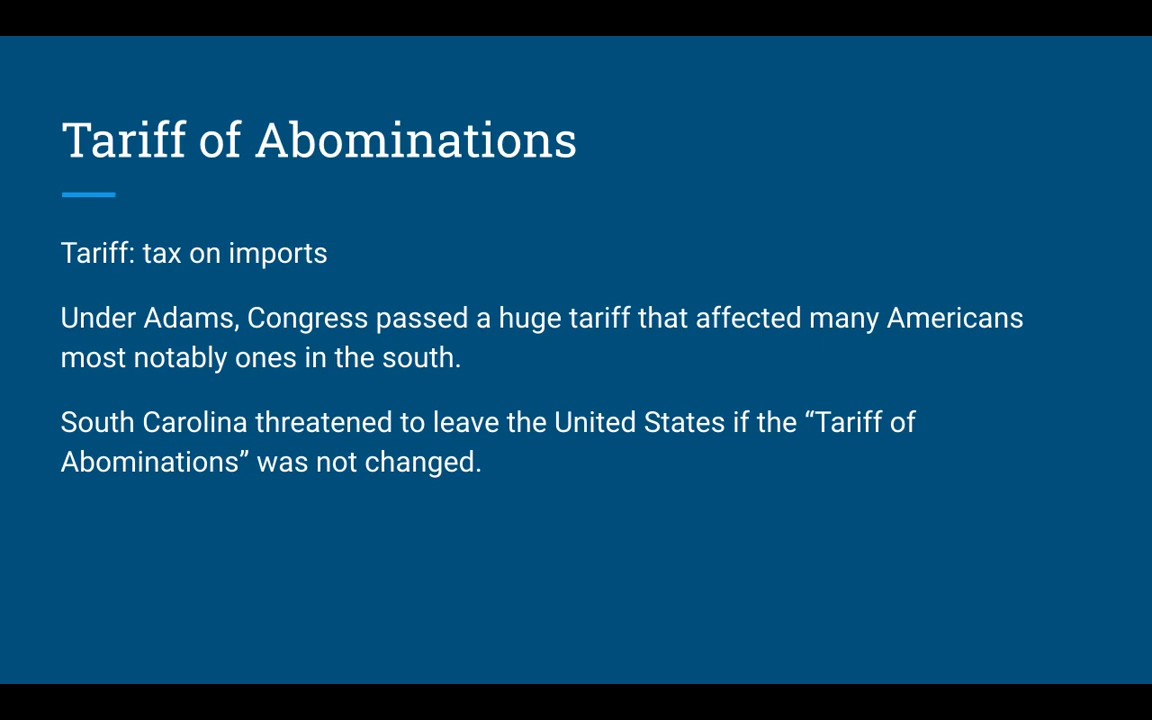 Tariff of Abominations
Tariff: tax on imports
Under Adams, Congress passed a huge tariff that affected many Americans
most notably ones in the south.
South Carolina threatened to leave the United States if the “Tariff of
Abominations” was not changed.